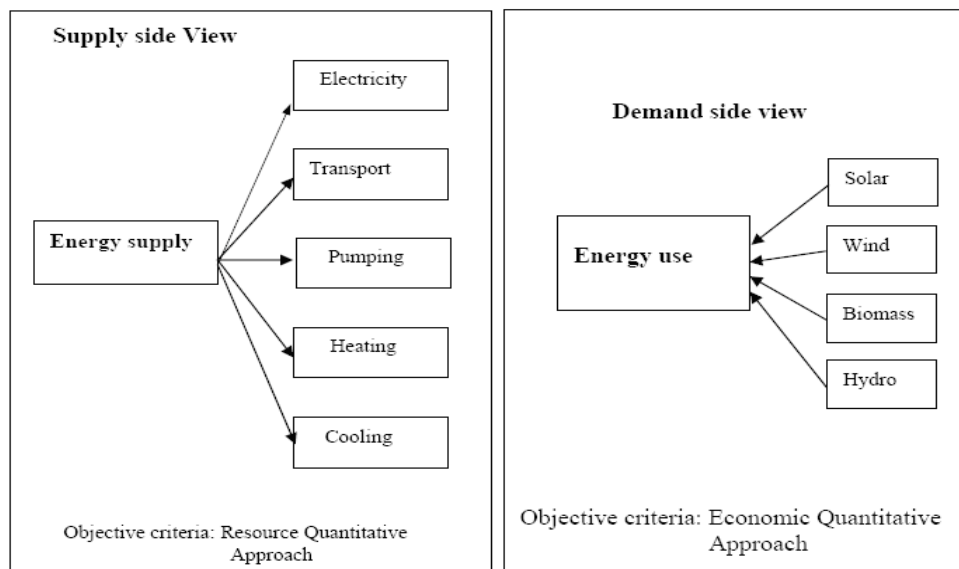 Supply side View
Electricity
Transport
Energy supply
Pumping
Heating
Cooling
Objective criteria: Resource Quantitative
Approach
Demand side view
Solar
Energy use
Wind
Biomass
Hydro
Objective criteria: Economic Quantitative
Approach